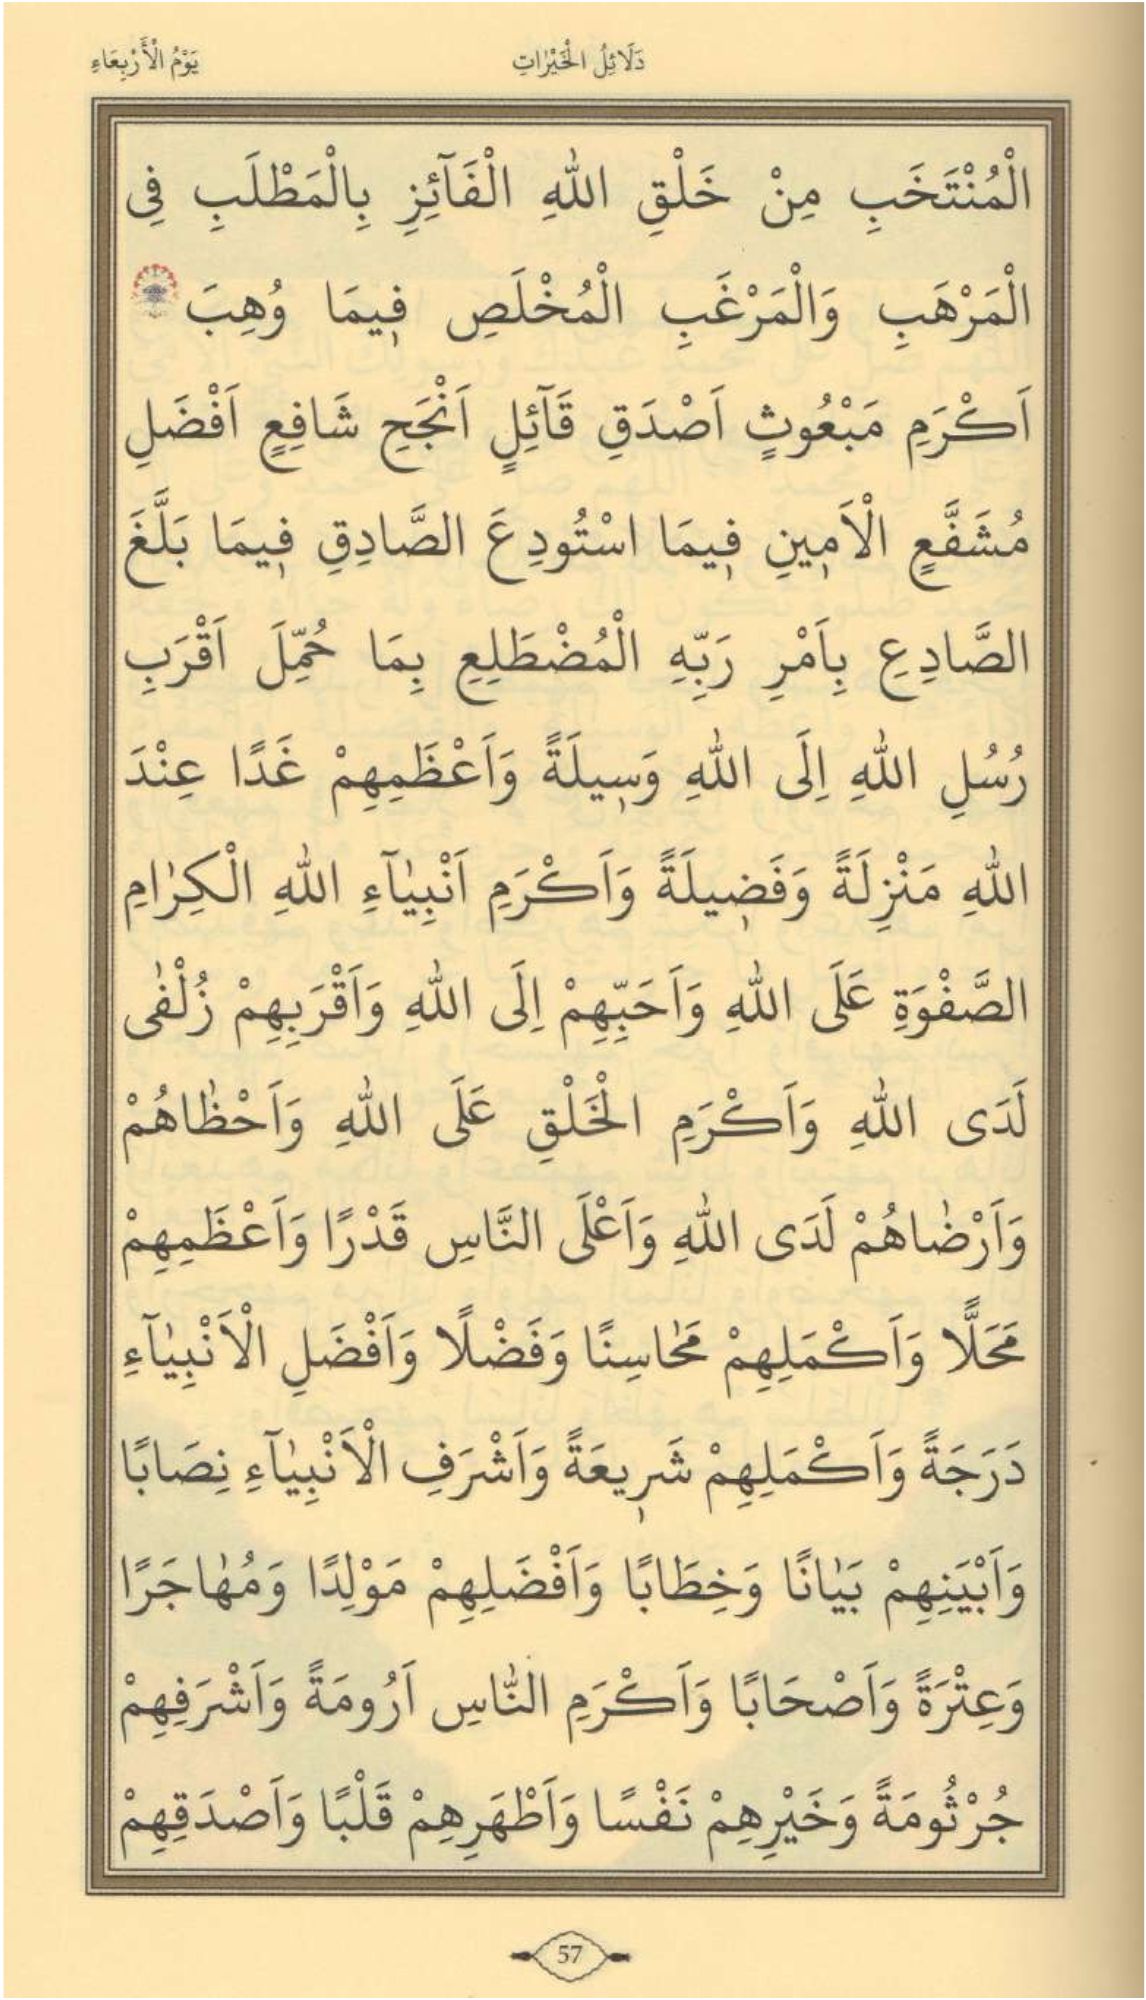 دَلَائِلُ الْخَيْرَاتِ
يَوْمُ الْأَرْبِعَاءِ
الْمُنْتَخَبِ مِنْ خَلْقِ اللّٰهِ الْفَآئِزِ بِالْمَطْلَبِ فِى
الْمَرْهَبِ وَالْمَرْغَبِ الْمُخْلَصِ فٖيمَا وُهِبَ
اَكْرَمِ مَبْعُوثٍ اَصْدَقِ قَآئِلٍ اَنْجَحِ شَافِعٍ اَفْضَلِ
مُشَفَّعٍ الْاَمٖينِ فٖيمَا اسْتُودِعَ الصَّادِقِ فٖيمَا بَلَّغَ
الصَّادِعِ بِاَمْرِ رَبِّهِ الْمُضْطَلِعِ بِمَا حُمِّلَ اَقْرَبِ
رُسُلِ اللّٰهِ اِلَى اللّٰهِ وَسٖيلَةً وَاَعْظَمِهِمْ غَدًا عِنْدَ
اللّٰهِ مَنْزِلَةً وَفَضٖيلَةً وَاَكْرَمِ اَنْبِيَٓاءِ اللّٰهِ الْكِرَامِ
الصَّفْوَةِ عَلَى اللّٰهِ وَاَحَبِّهِمْ اِلَى اللّٰهِ وَاَقْرَبِهِمْ زُلْفٰى
لَدَى اللّٰهِ وَاَكْرَمِ الْخَلْقِ عَلَى اللّٰهِ وَاَحْظَاهُمْ
وَاَرْضَاهُمْ لَدَى اللّٰهِ وَاَعْلَى النَّاسِ قَدْرًا وَاَعْظَمِهِمْ
مَحَلًّا وَاَكْمَلِهِمْ مَحَاسِنًا وَفَضْلًا وَاَفْضَلِ الْاَنْبِيَٓاءِ
دَرَجَةً وَاَكْمَلِهِمْ شَرٖيعَةً وَاَشْرَفِ الْاَنْبِيَٓاءِ نِصَابًا
وَاَبْيَنِهِمْ بَيَانًا وَخِطَابًا وَاَفْضَلِهِمْ مَوْلِدًا وَمُهَاجَرًا
وَعِتْرَةً وَاَصْحَابًا وَاَكْرَمِ النَّاسِ اَرُومَةً وَاَشْرَفِهِمْ
جُرْثُومَةً وَخَيْرِهِمْ نَفْسًا وَاَطْهَرِهِمْ قَلْبًا وَاَصْدَقِهِمْ
57